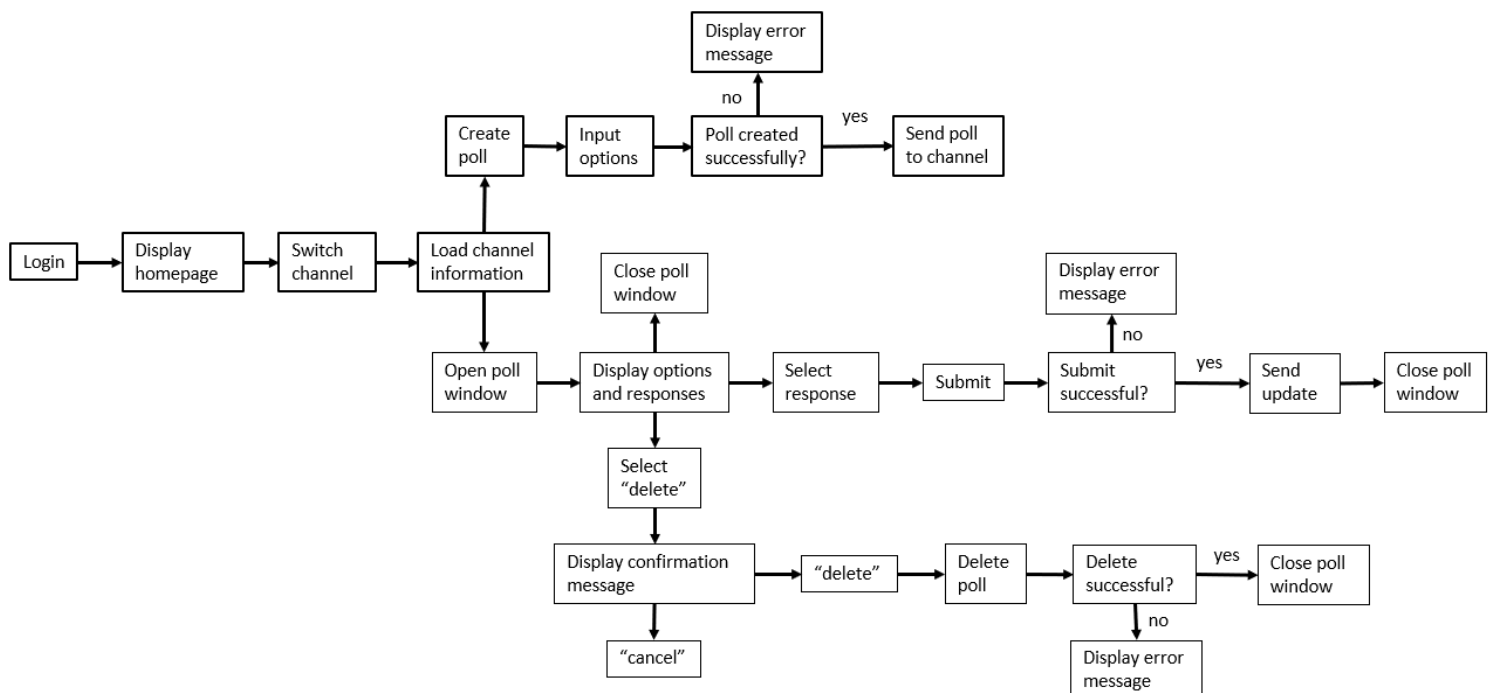 Display error
message
no
yes
Create
poll
Input
options
Poll created
successfully?
Send poll
to channel
Login
Display
homepage
Switch
channel
Load channel
information
Close poll
window
Display error
message
no
Open poll
window
Display options
and responses
Select
response
Submit
Submit
successful?
yes
Send
update
Close poll
window
Select
“delete”
Display confirmation
message
“delete”
Delete
poll
Delete
successful?
yes
Close poll
window
no
“cancel”
Display error
message